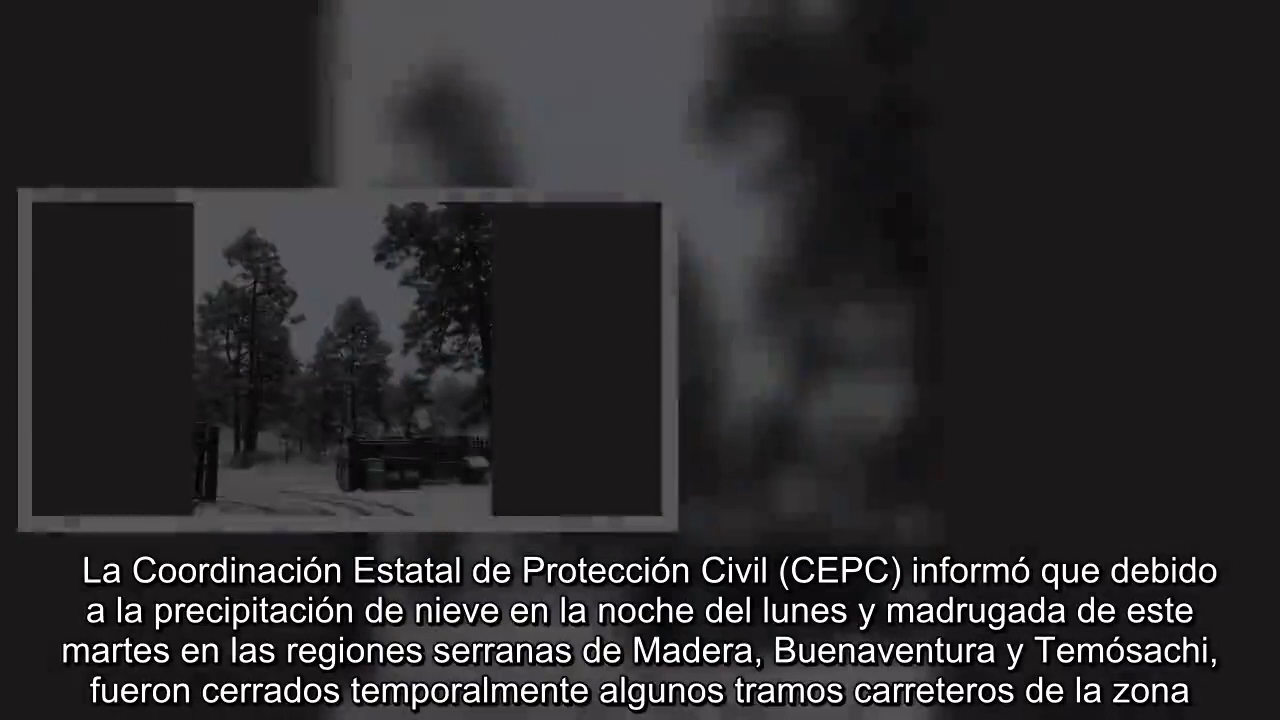 La Coordinación Estatal de Protección Civil (CEPC) informó que debido
a la precipitación de nieve en la noche del lunes y madrugada de este
martes en las regiones serranas de Madera, Buenaventura y Temósachi,
fueron cerrados temporalmente algunos tramos carreteros de la zona